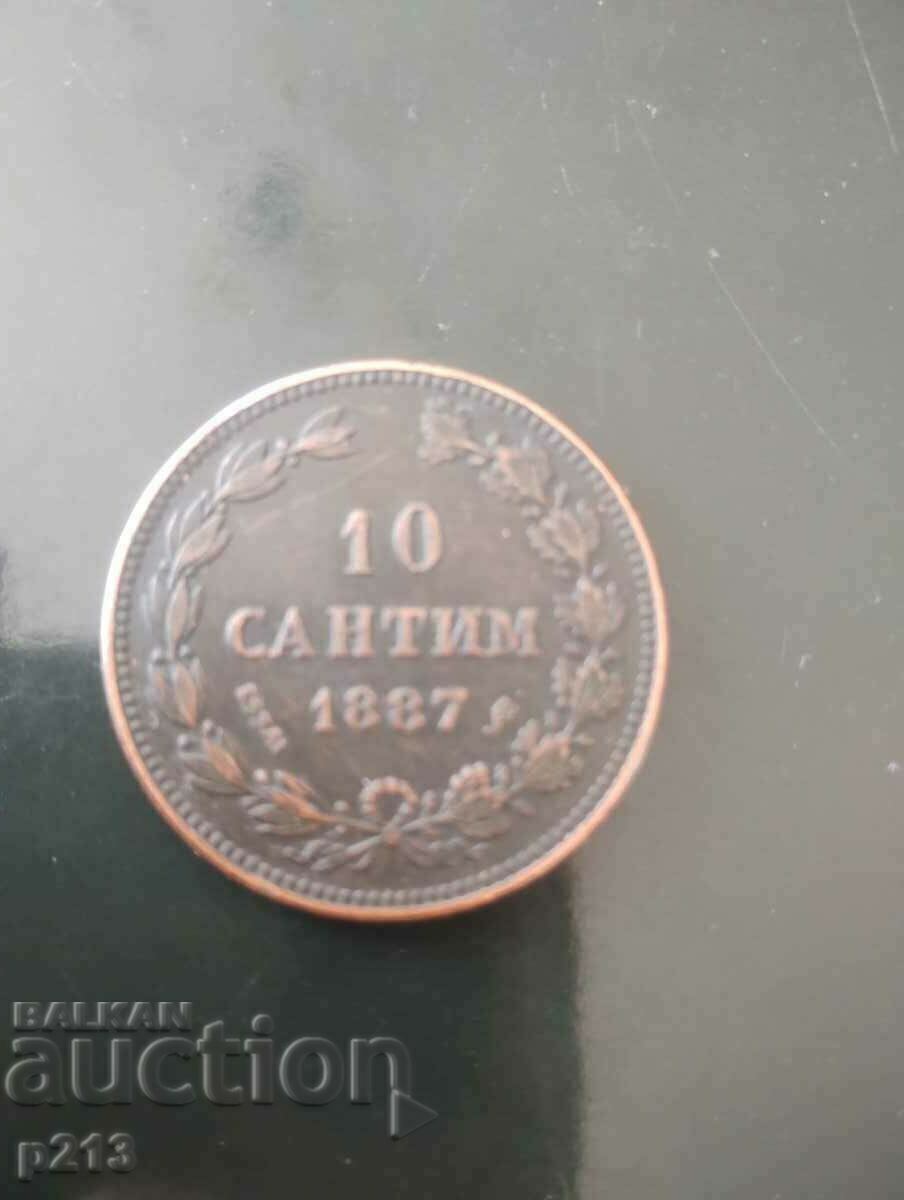 10
САНТИМ
1887
BALKAN
auction
p213